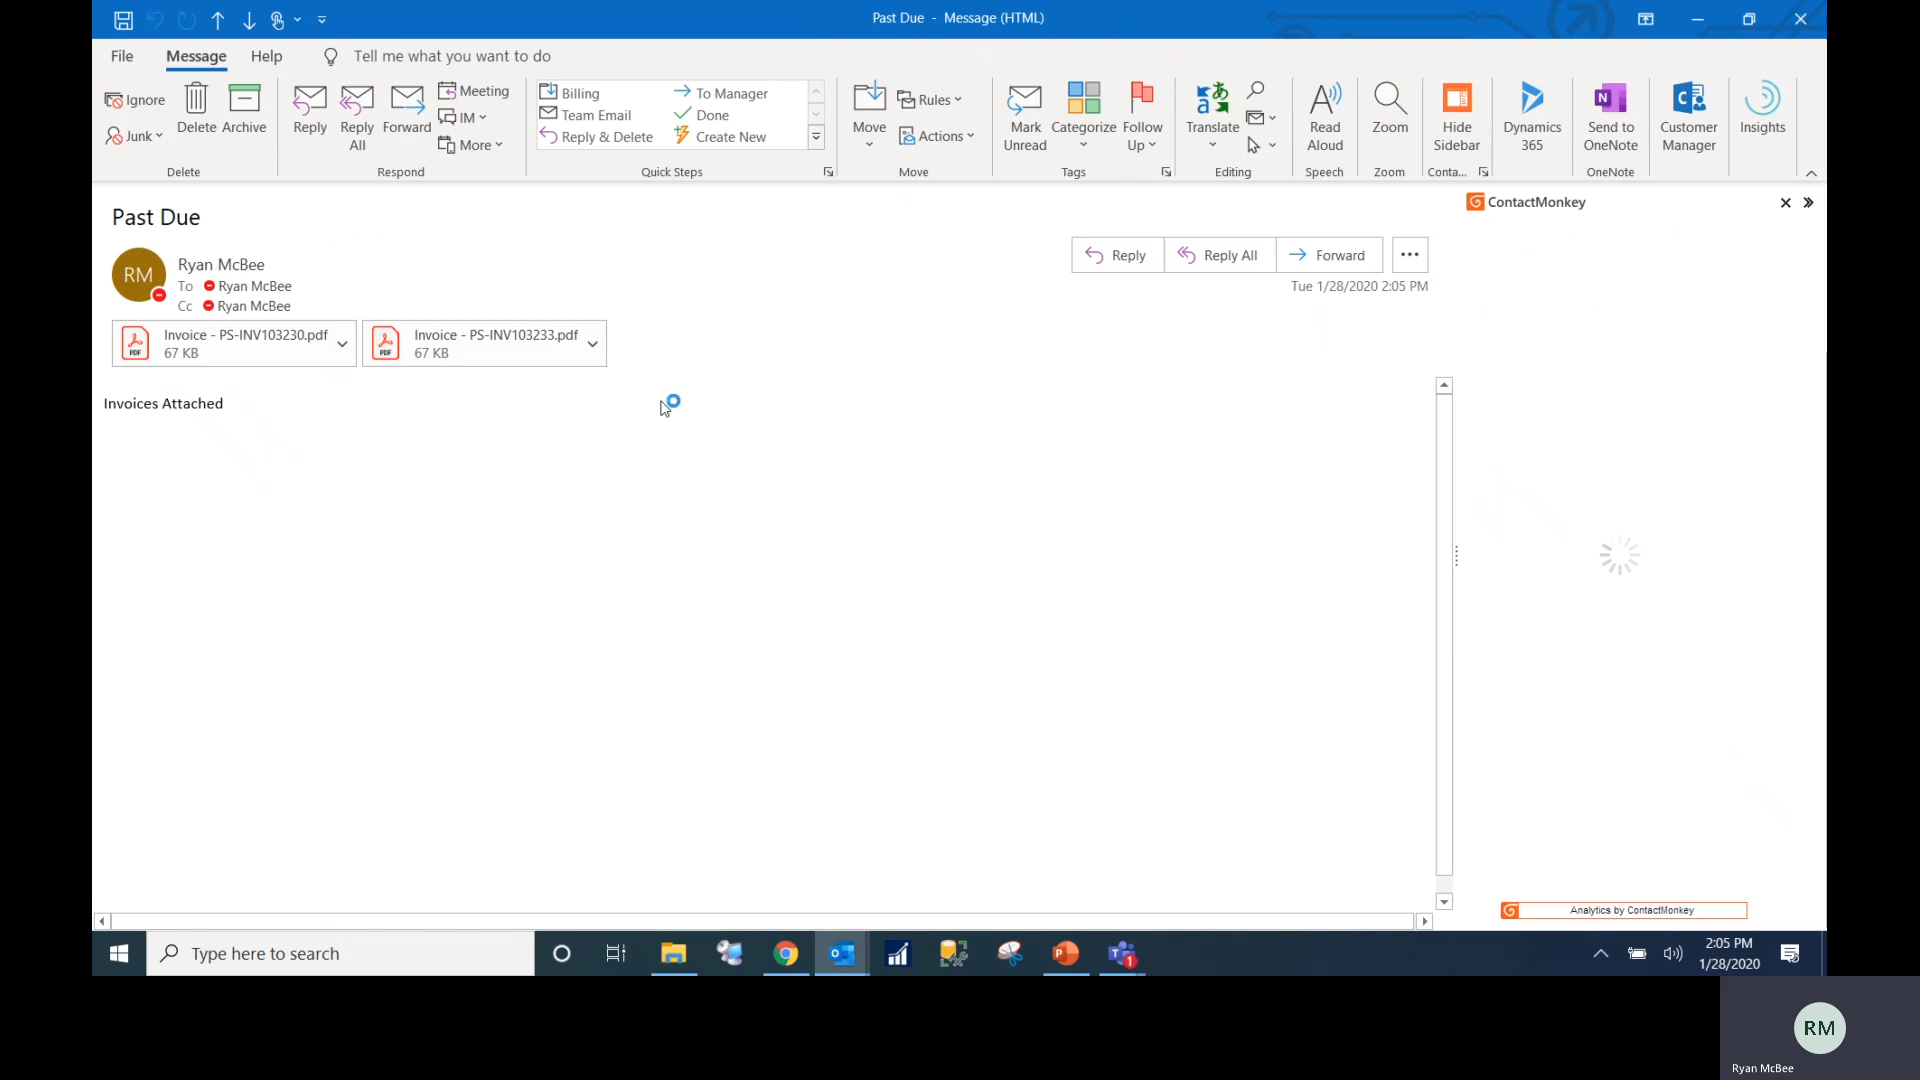 Past Due - Message (HTML)
File Message Help Tell me what you want to do
Ignore
Junk
Delete
Archive
Delete
Reply
Reply All
Forward
Meeting
IM
More
Respond
Billing
To Manager
Team Email
Done
Reply & Delete
Create New
Quick Steps
Move
Rules
Actions
Move
Mark Unread
Categorize
Follow Up
Tags
Translate
Editing
Read Aloud
Speech
Zoom
Zoom
Hide Sidebar
Conta...
Dynamics 365
Send to OneNote
OneNote
Customer Manager
Insights
ContactMonkey
Past Due
RM
Ryan McBee
To Ryan McBee
Cc Ryan McBee
Reply
Reply All
Forward
Tue 1/28/2020 2:05 PM
PDF
Invoice - PS-INV103230.pdf
67 KB
PDF
Invoice - PS-INV103233.pdf
67 KB
Invoices Attached
Analytics by ContactMonkey
Type here to search
2:05 PM
1/28/2020
RM
Ryan McBee